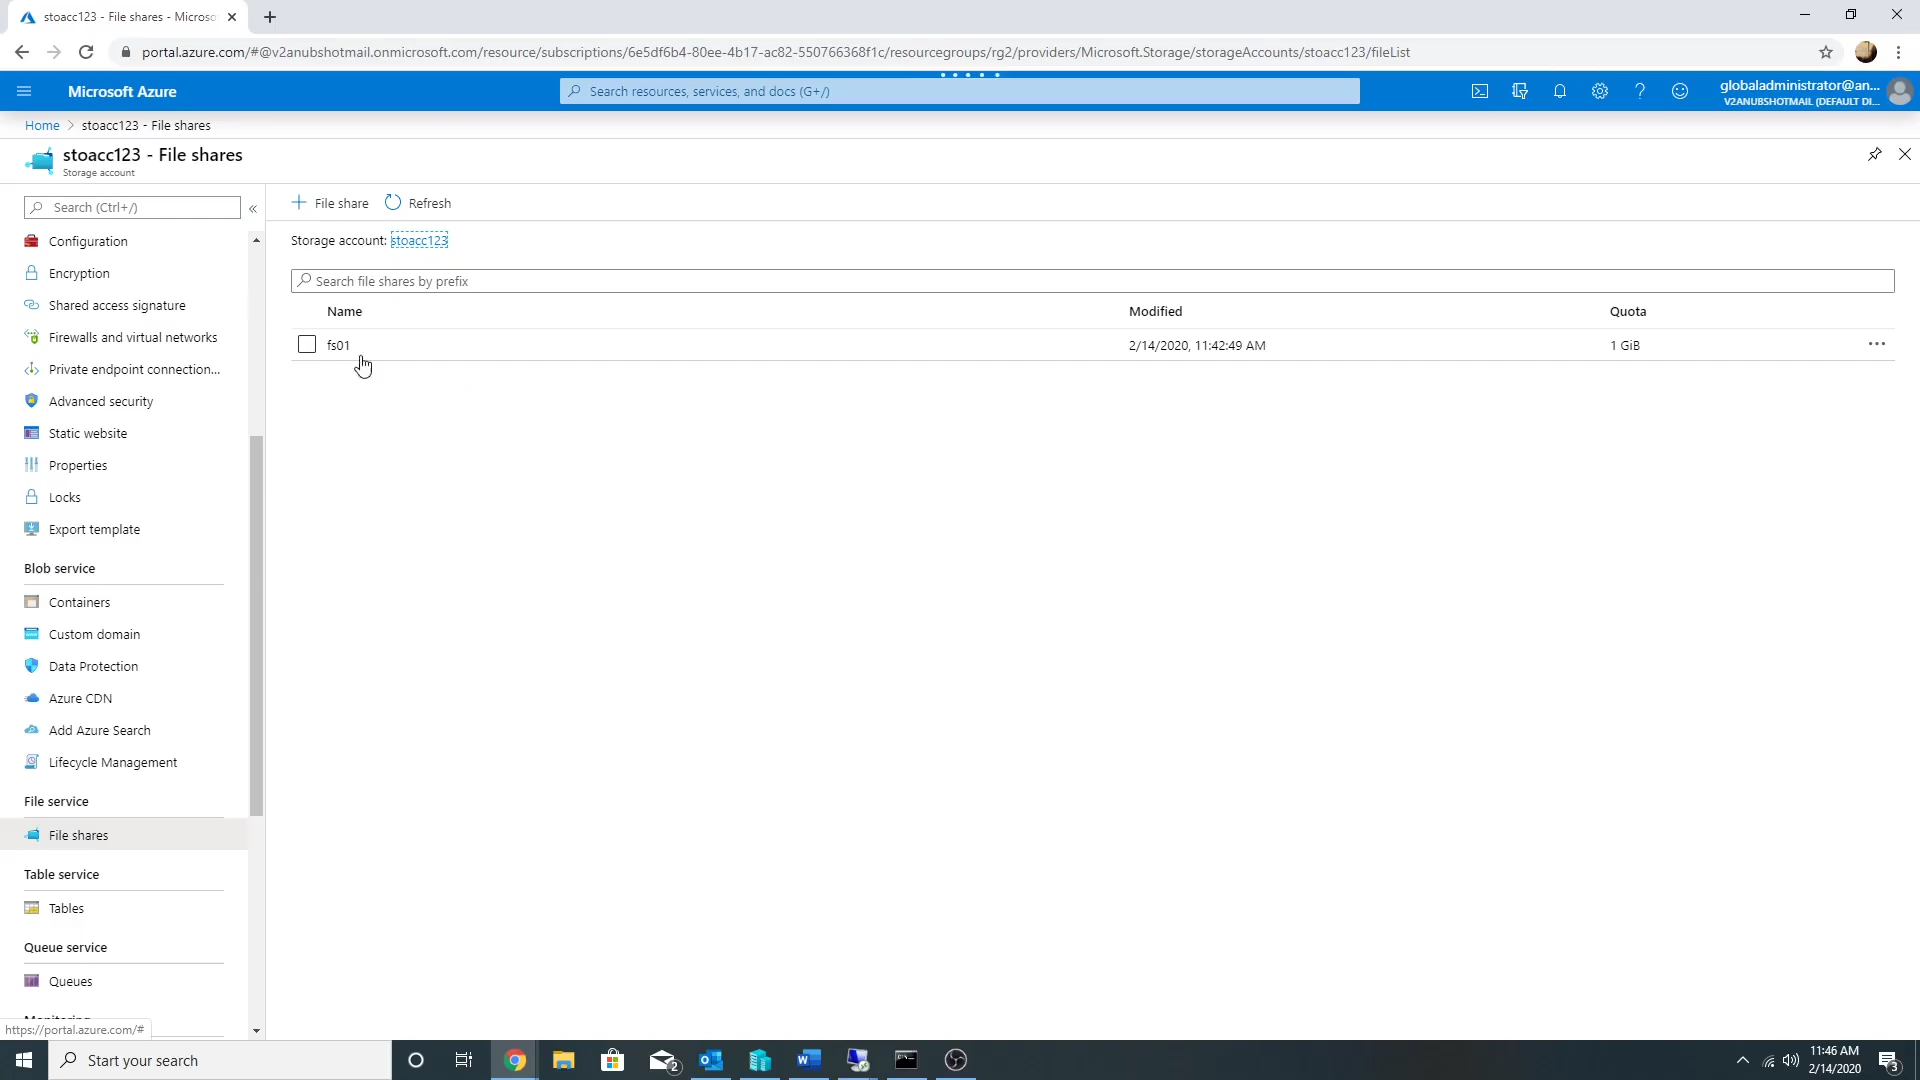 stoacc123 - File shares - Microso
portal.azure.com/#@v2anubshotmail.onmicrosoft.com/resource/subscriptions/6e5df6b4-80ee-4b17-ac82-550766368f1c/resourcegroups/rg2/providers/Microsoft.Storage/storageAccounts/stoacc123/fileList
Microsoft Azure
Search resources, services, and docs (G+/)
globaladministrator@an...
V2ANUBSHOTMAIL (DEFAULT DI...
Home > stoacc123 - File shares
stoacc123 - File shares
Storage account
Search (Ctrl+/)
«
Configuration
Encryption
Shared access signature
Firewalls and virtual networks
Private endpoint connection...
Advanced security
Static website
Properties
Locks
Export template
Blob service
Containers
Custom domain
Data Protection
Azure CDN
Add Azure Search
Lifecycle Management
File service
File shares
Table service
Tables
Queue service
Queues
https://portal.azure.com/#
File share
Refresh
Storage account: stoacc123
Search file shares by prefix
Name Modified Quota
fs01 2/14/2020, 11:42:49 AM 1 GiB
Start your search
2
11:46 AM
2/14/2020
3